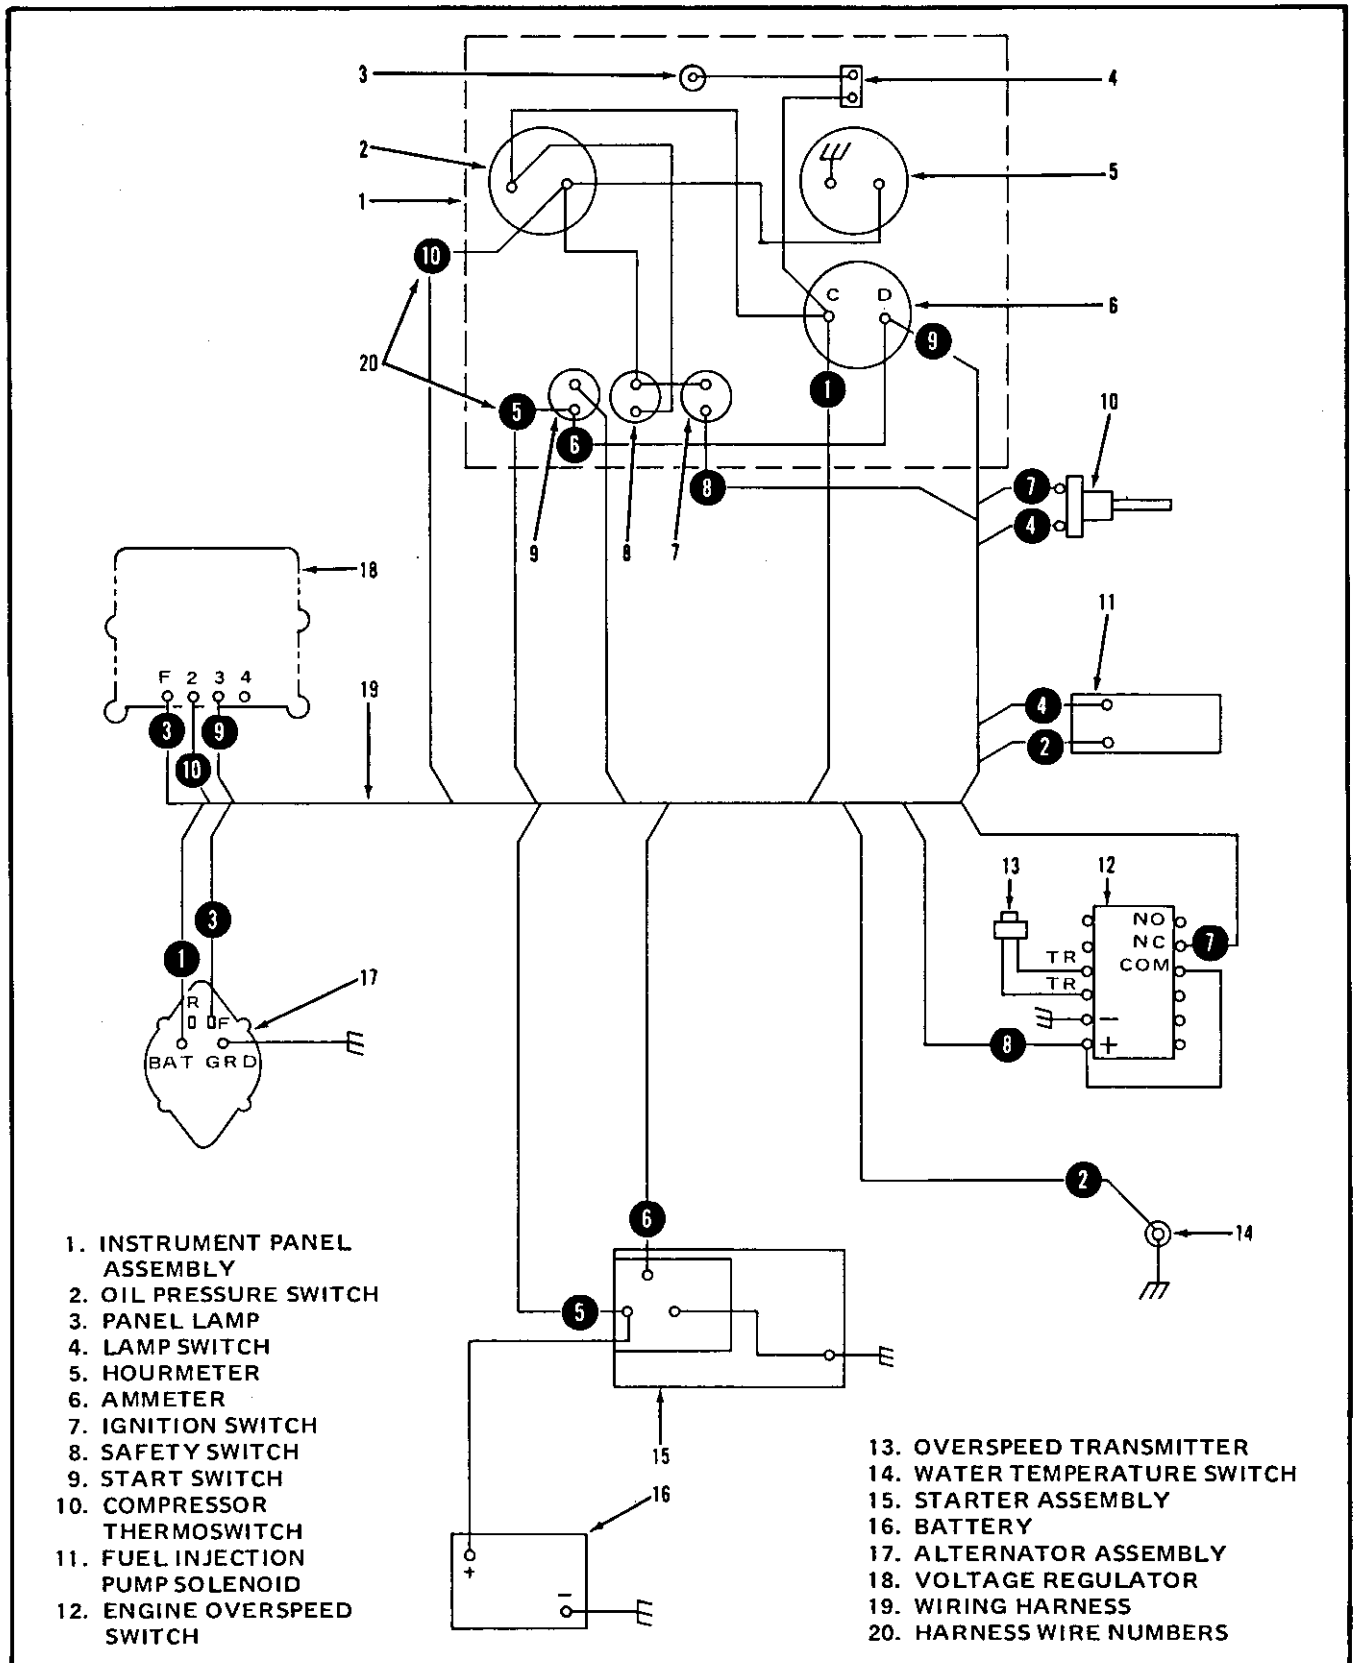 3
4
2
5
1
10
C D
6
9
20
1
5
6
10
7
8
4
9
8
7
18
11
F 2 3 4
19
4
3
9
2
10
13
12
NO
NC
7
3
TR
COM
1
17
TR
R
F
−
8
+
BAT GRD
2
6
14
5
1. INSTRUMENT PANEL
ASSEMBLY
2. OIL PRESSURE SWITCH
3. PANEL LAMP
4. LAMP SWITCH
5. HOURMETER
6. AMMETER
7. IGNITION SWITCH
8. SAFETY SWITCH
9. START SWITCH
10. COMPRESSOR
THERMOSWITCH
11. FUEL INJECTION
PUMP SOLENOID
12. ENGINE OVERSPEED
SWITCH
15
16
+
−
13. OVERSPEED TRANSMITTER
14. WATER TEMPERATURE SWITCH
15. STARTER ASSEMBLY
16. BATTERY
17. ALTERNATOR ASSEMBLY
18. VOLTAGE REGULATOR
19. WIRING HARNESS
20. HARNESS WIRE NUMBERS